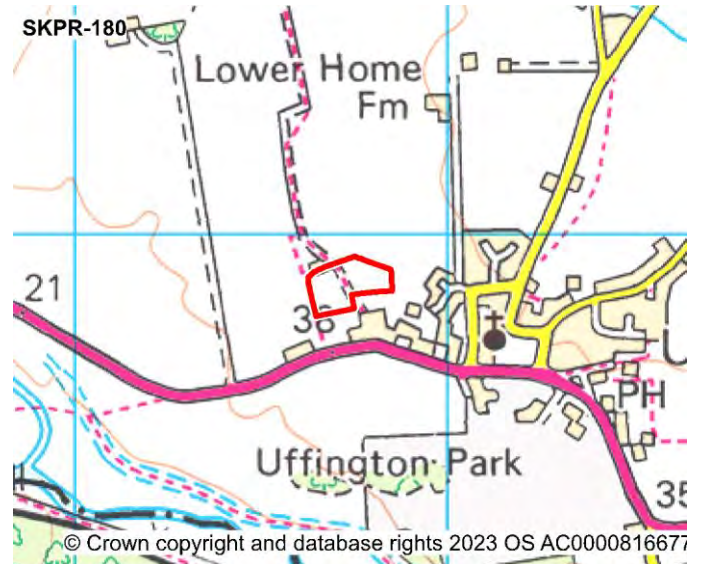 SKPR-180
Lower Home
Fm
21
36
PH
Uffington Park
35
© Crown copyright and database rights 2023 OS AC0000816677